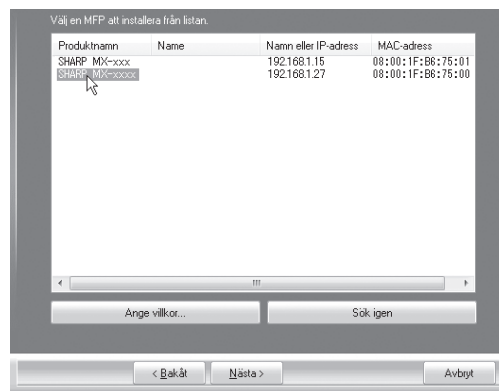 Välj en MFP att installera från listan.
Produktnamn Name Namn eller IP-adress MAC-adress
SHARP MX-xxx 192.168.1.15 08:00:1F:B6:75:01
SHARP MX-xxxx 192.168.1.27 08:00:1F:B6:75:00
Ange villkor... Sök igen
< Bakåt Nästa > Avbryt